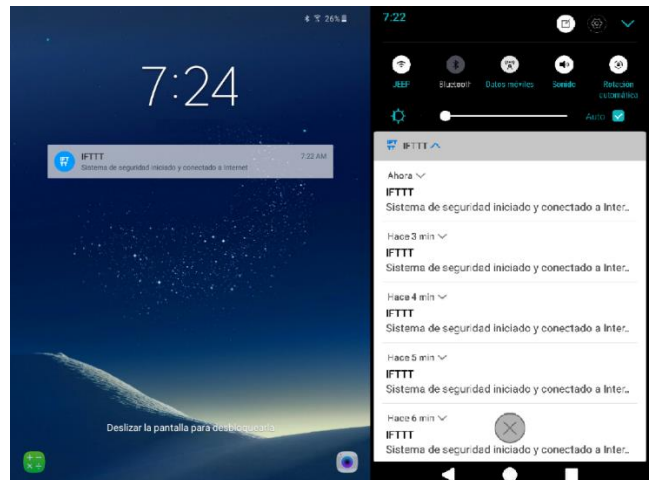 26%
7:24
IFTTT 7:22 AM
Sistema de seguridad iniciado y conectado a Internet
Deslizar la pantalla para desbloquearla
7:22
JEEP Bluetooth Datos móviles Sonido Rotación
automática
Auto
IFTTT
Ahora
IFTTT
Sistema de seguridad iniciado y conectado a Inter..
Hace 3 min
IFTTT
Sistema de seguridad iniciado y conectado a Inter..
Hace 4 min
IFTTT
Sistema de seguridad iniciado y conectado a Inter..
Hace 5 min
IFTTT
Sistema de seguridad iniciado y conectado a Inter..
Hace 6 min
IFTTT
Sistema de seguridad iniciado y conectado a Inter..